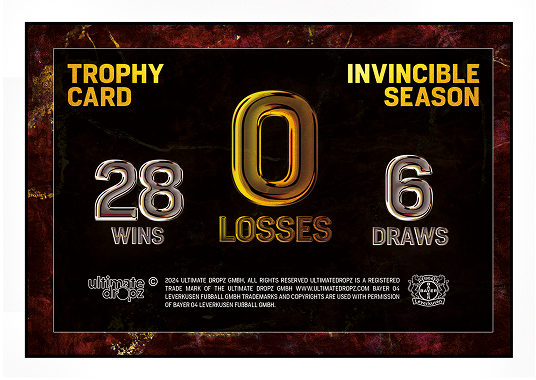 TROPHY
CARD
INVINCIBLE
SEASON
0
LOSSES
28
WINS
6
DRAWS
ultimate
dropz
©
2024 ULTIMATE DROPZ GMBH. ALL RIGHTS RESERVED ULTIMATEDROPZ IS A REGISTERED
TRADE MARK OF THE ULTIMATE DROPZ GMBH WWW.ULTIMATEDROPZ.COM BAYER 04
LEVERKUSEN FUßBALL GMBH TRADEMARKS AND COPYRIGHTS ARE USED WITH PERMISSION
OF BAYER 04 LEVERKUSEN FUßBALL GMBH.
BAYER
LEVERKUSEN